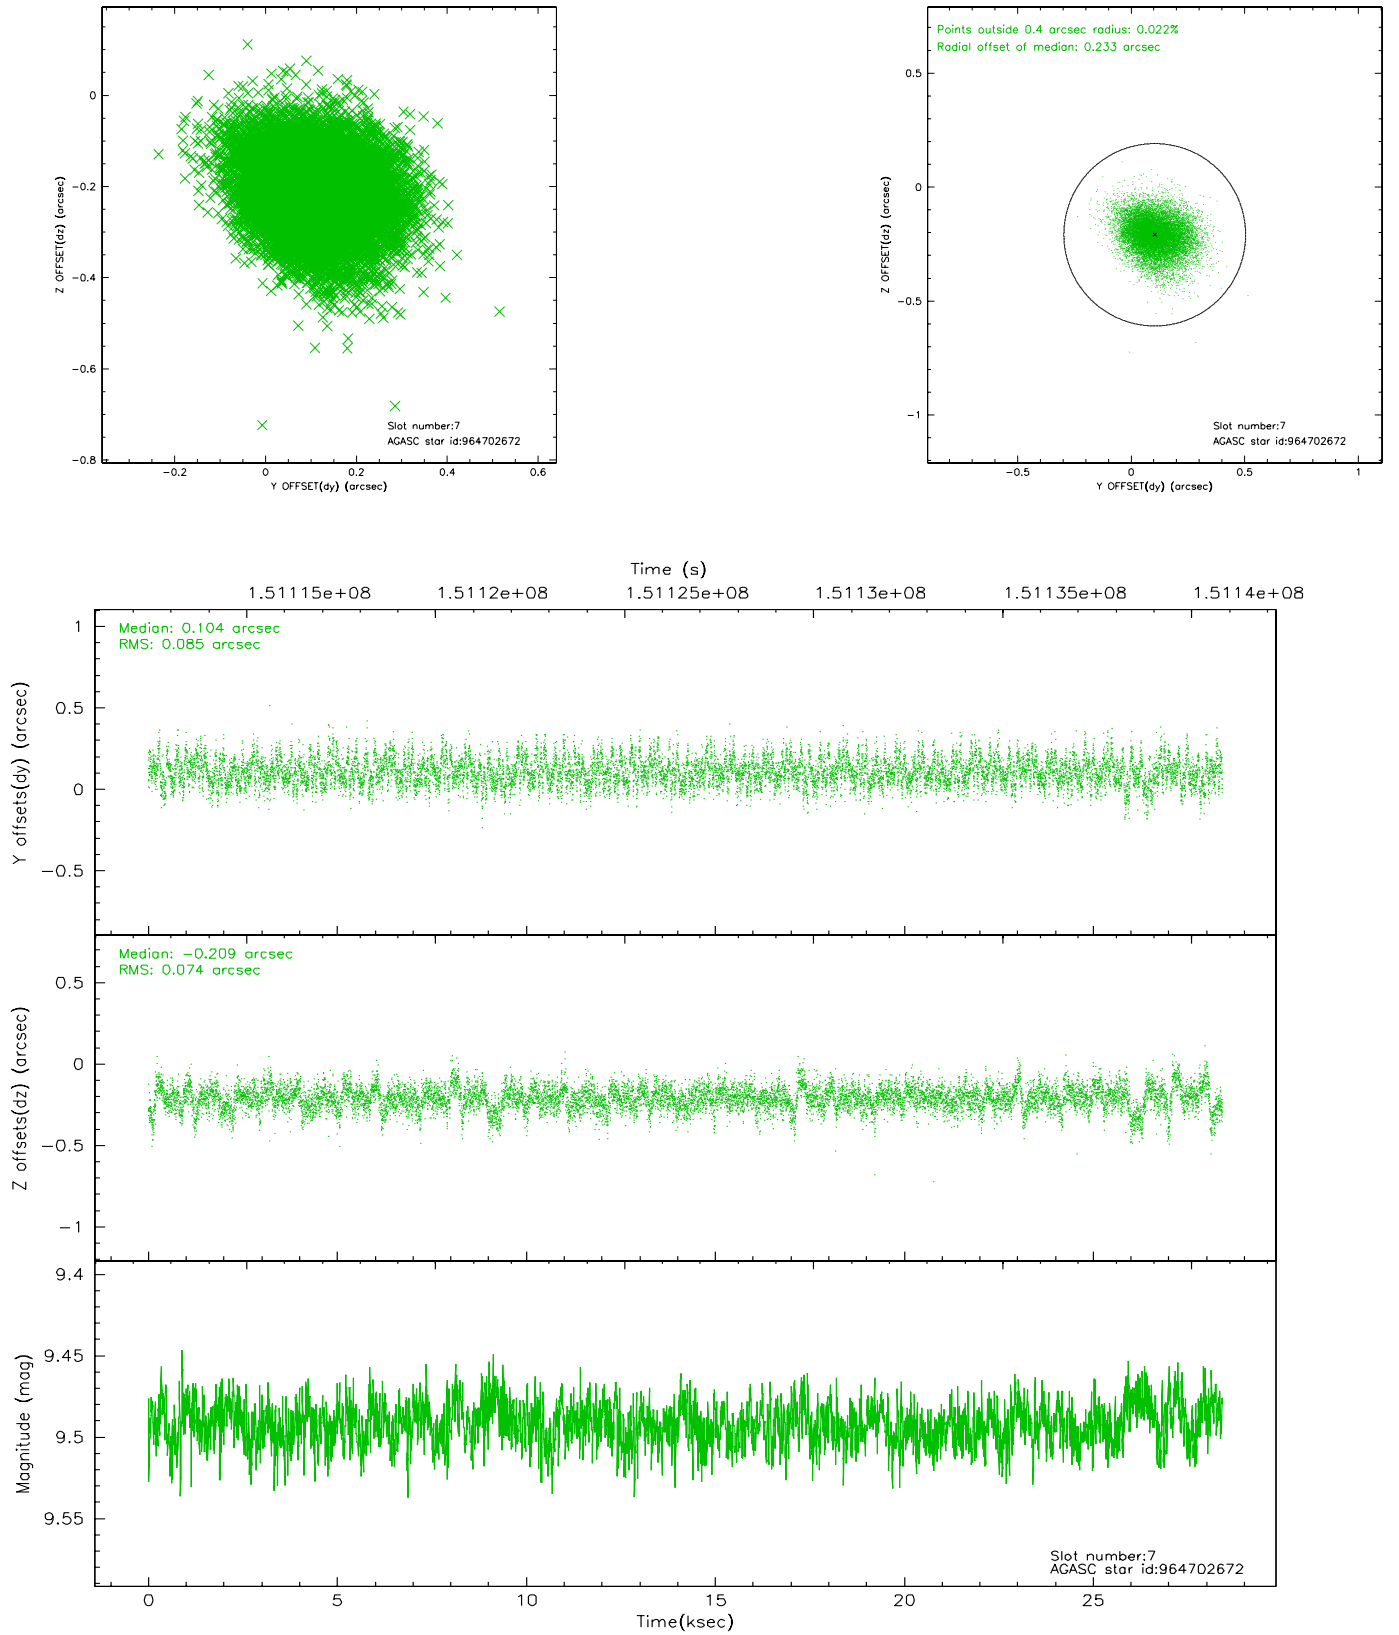 0
−0.2
−0.4
−0.6
−0.8
Z OFFSET(dz) (arcsec)
Slot number:7
AGASC star id:964702672
−0.2 0 0.2 0.4 0.6
Y OFFSET(dy) (arcsec)
Points outside 0.4 arcsec radius: 0.022%
Radial offset of median: 0.233 arcsec
0.5
0
−0.5
−1
Z OFFSET(dz) (arcsec)
Slot number:7
AGASC star id:964702672
−0.5 0 0.5 1
Y OFFSET(dy) (arcsec)
Time (s)
1.51115e+08 1.5112e+08 1.51125e+08 1.5113e+08 1.51135e+08 1.5114e+08
Median: 0.104 arcsec
RMS: 0.085 arcsec
1
0.5
0
−0.5
Y offsets(dy) (arcsec)
Median: −0.209 arcsec
RMS: 0.074 arcsec
0.5
0
−0.5
−1
Z offsets(dz) (arcsec)
9.4
9.45
9.5
9.55
Magnitude (mag)
Slot number:7
AGASC star id:964702672
0 5 10 15 20 25
Time(ksec)